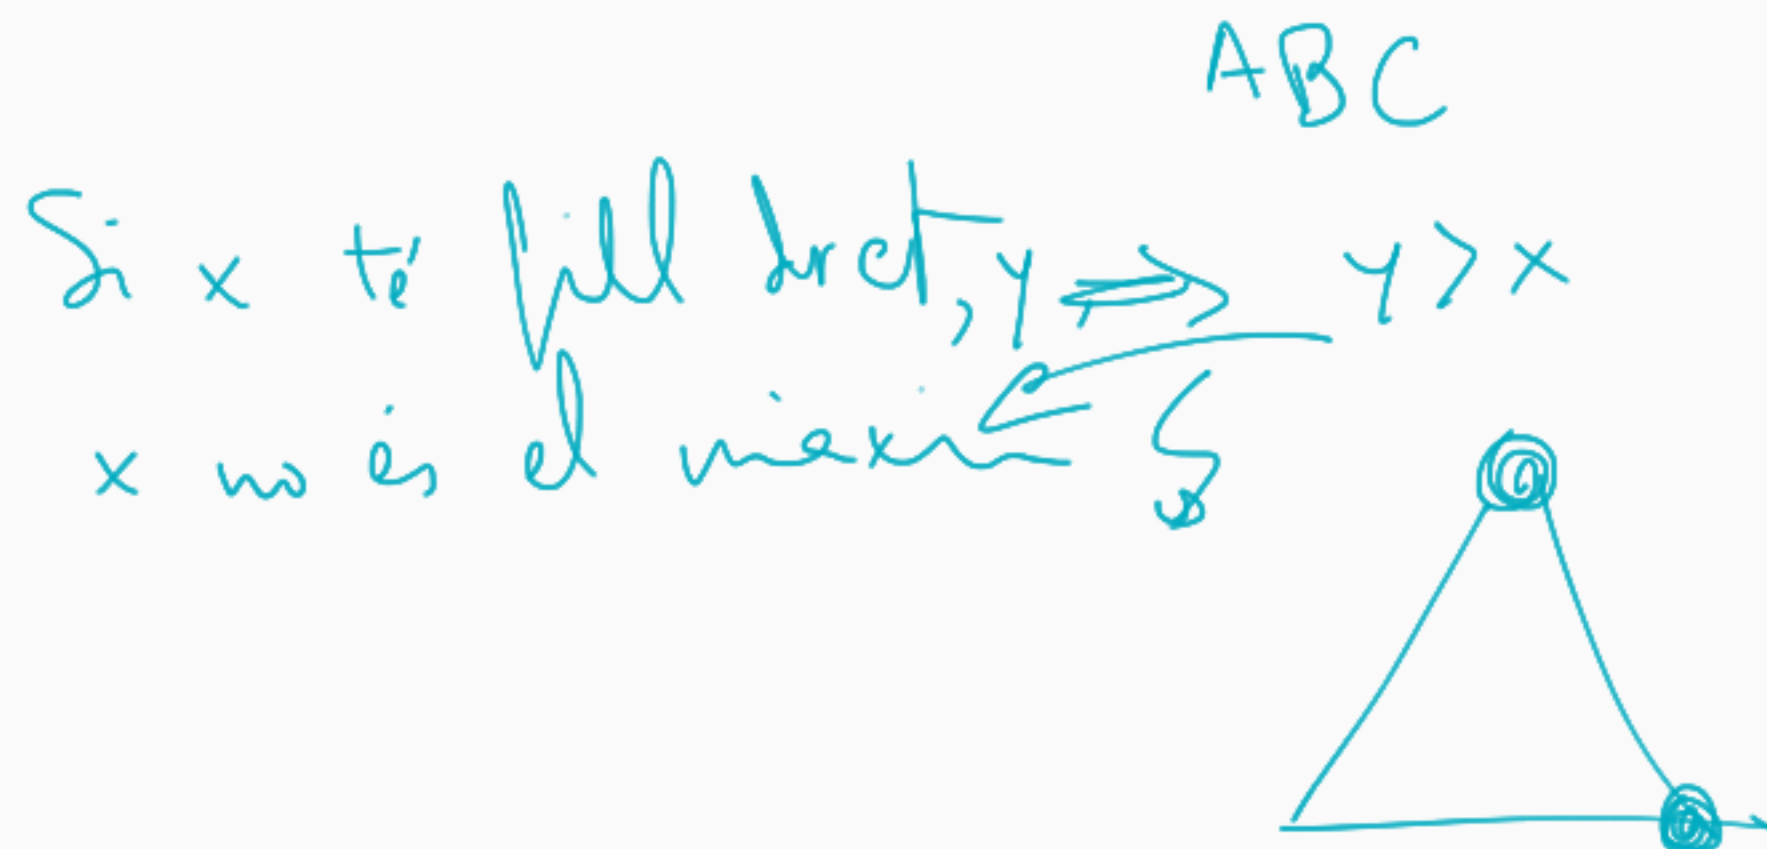 ABC
Si x té fill dret, y ⇒ y > x
x no és el màxim